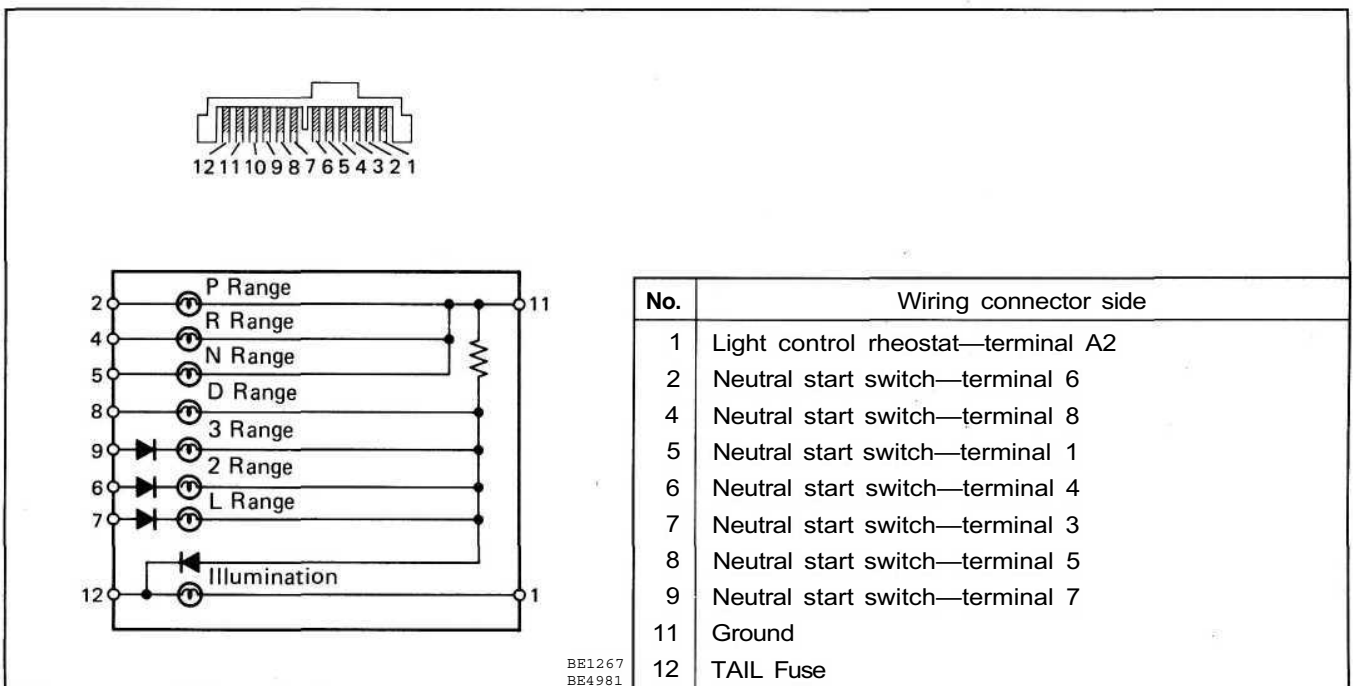 12 11 10 9 8 7 6 5 4 3 2 1
P Range
2
11
R Range
4
N Range
5
D Range
8
3 Range
9
2 Range
6
L Range
7
Illumination
12
1
BE1267
BE4981
No. Wiring connector side
1 Light control rheostat—terminal A2
2 Neutral start switch—terminal 6
4 Neutral start switch—terminal 8
5 Neutral start switch—terminal 1
6 Neutral start switch—terminal 4
7 Neutral start switch—terminal 3
8 Neutral start switch—terminal 5
9 Neutral start switch—terminal 7
11 Ground
12 TAIL Fuse